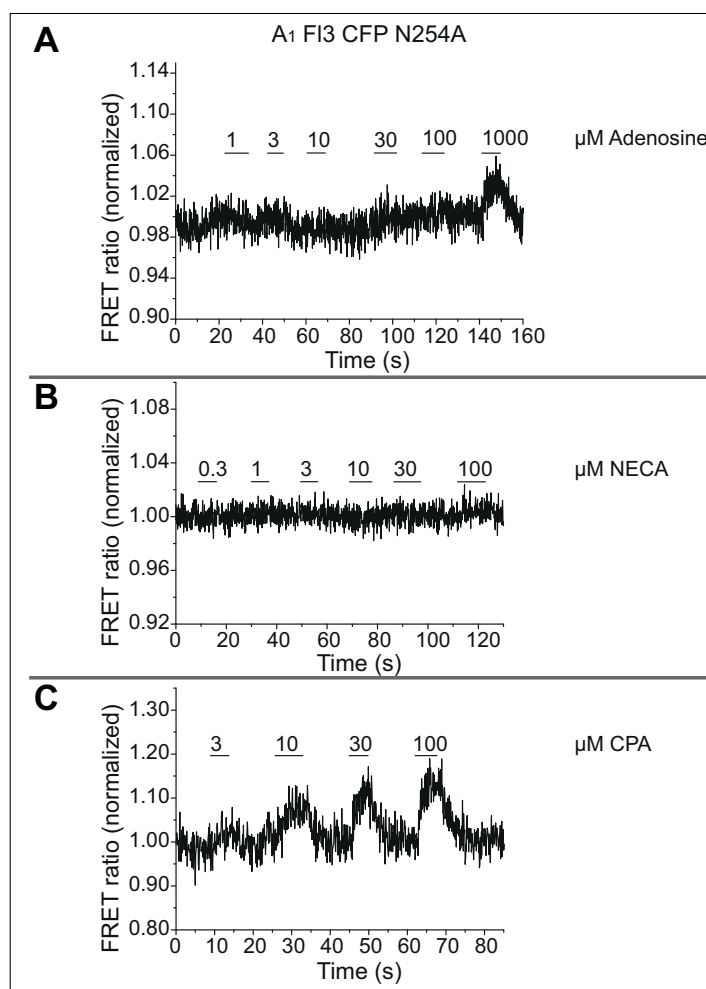 A
A1 Fl3 CFP N254A
1.14
1.10
1.06
1.02
0.98
0.94
0.90
FRET ratio (normalized)
1 3 10 30 100 1000 µM Adenosine
0 20 40 60 80 100 120 140 160
Time (s)
B
1.08
1.04
1.00
0.96
0.92
FRET ratio (normalized)
0.3 1 3 10 30 100 µM NECA
0 20 40 60 80 100 120
Time (s)
C
1.30
1.20
1.10
1.00
0.90
0.80
FRET ratio (normalized)
3 10 30 100 µM CPA
0 10 20 30 40 50 60 70 80
Time (s)